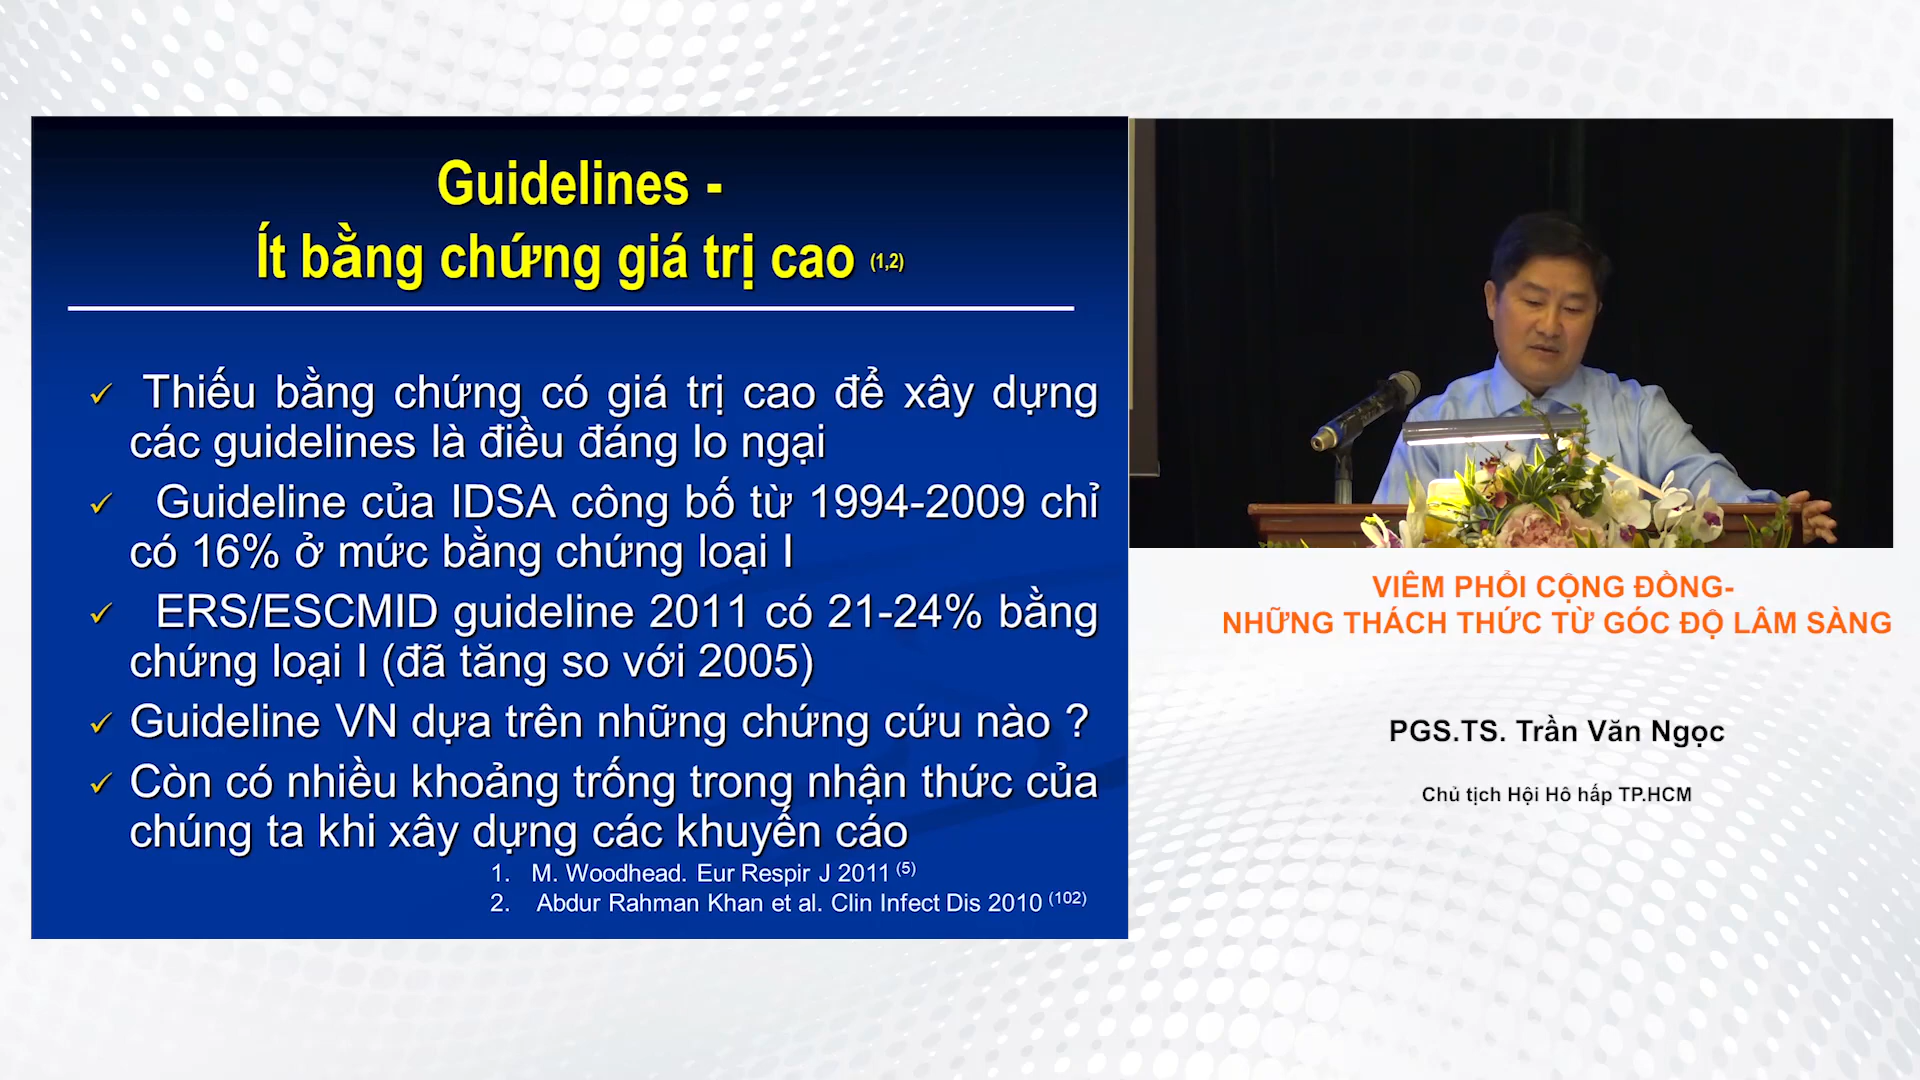 Guidelines -
Ít bằng chứng giá trị cao (1,2)
✓ Thiếu bằng chứng có giá trị cao để xây dựng
các guidelines là điều đáng lo ngại
✓ Guideline của IDSA công bố từ 1994-2009 chỉ
có 16% ở mức bằng chứng loại I
✓ ERS/ESCMID guideline 2011 có 21-24% bằng
chứng loại I (đã tăng so với 2005)
✓ Guideline VN dựa trên những chứng cứu nào ?
✓ Còn có nhiều khoảng trống trong nhận thức của
chúng ta khi xây dựng các khuyến cáo
1. M. Woodhead. Eur Respir J 2011 (5)
2. Abdur Rahman Khan et al. Clin Infect Dis 2010 (102)
VIÊM PHỔI CỘNG ĐỒNG-
NHỮNG THÁCH THỨC TỪ GÓC ĐỘ LÂM SÀNG
PGS.TS. Trần Văn Ngọc
Chủ tịch Hội Hô hấp TP.HCM